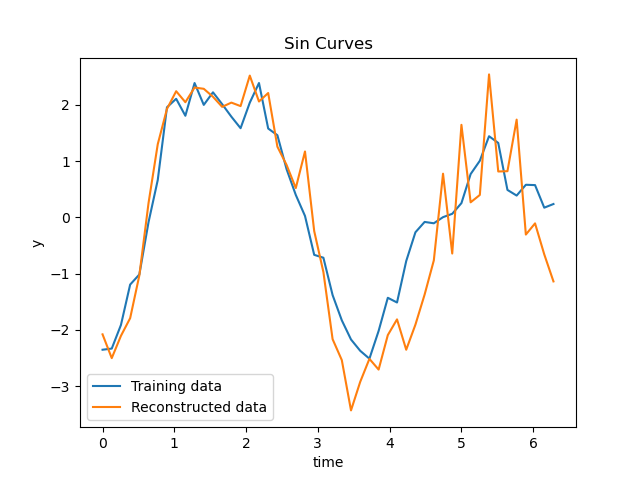 Sin Curves
y
2
1
0
−1
−2
−3
Training data
Reconstructed data
0 1 2 3 4 5 6
time